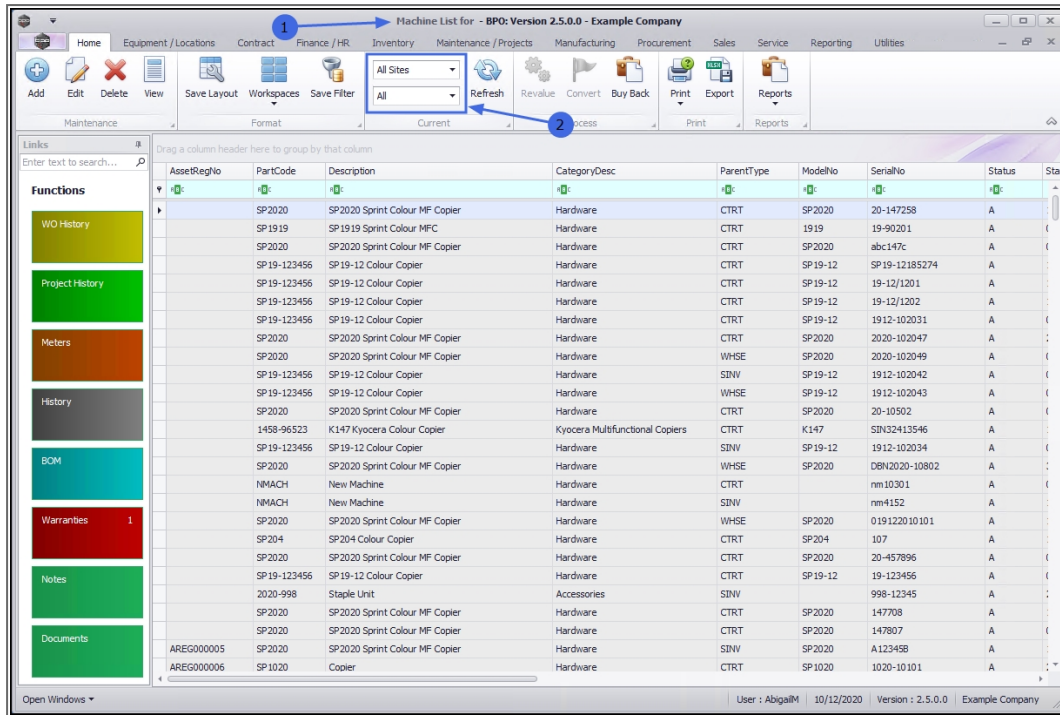 1
Machine List for - BPO: Version 2.5.0.0 - Example Company
Home Equipment / Locations Contract Finance / HR Inventory Maintenance / Projects Manufacturing Procurement Sales Service Reporting Utilities
All Sites
All
Add Edit Delete View Save Layout Workspaces Save Filter Refresh Revalue Convert Buy Back Print Export Reports
2
Maintenance Format Current Print Reports
Links
Enter text to search...
Functions
WO History
Project History
Meters
History
BOM
Warranties 1
Notes
Documents
Drag a column header here to group by that column
AssetRegNo PartCode Description CategoryDesc ParentType ModelNo SerialNo Status Sta
SP2020 SP2020 Sprint Colour MF Copier Hardware CTRT SP2020 20-147258 A
SP1919 SP1919 Sprint Colour MFC Hardware CTRT 1919 19-90201 A
SP2020 SP2020 Sprint Colour MF Copier Hardware CTRT SP2020 abc147c A
SP19-123456 SP19-12 Colour Copier Hardware CTRT SP19-12 SP19-12185274 A
SP19-123456 SP19-12 Colour Copier Hardware CTRT SP19-12 19-12/1201 A
SP19-123456 SP19-12 Colour Copier Hardware CTRT SP19-12 19-12/1202 A
SP19-123456 SP19-12 Colour Copier Hardware CTRT SP19-12 1912-102031 A
SP2020 SP2020 Sprint Colour MF Copier Hardware CTRT SP2020 2020-102047 A
SP2020 SP2020 Sprint Colour MF Copier Hardware WHSE SP2020 2020-102049 A
SP19-123456 SP19-12 Colour Copier Hardware SINV SP19-12 1912-102042 A
SP19-123456 SP19-12 Colour Copier Hardware WHSE SP19-12 1912-102043 A
SP2020 SP2020 Sprint Colour MF Copier Hardware CTRT SP2020 20-10502 A
1458-96523 K147 Kyocera Colour Copier Kyocera Multifunctional Copiers CTRT K147 SIN32413546 A
SP19-123456 SP19-12 Colour Copier Hardware SINV SP19-12 1912-102034 A
SP2020 SP2020 Sprint Colour MF Copier Hardware WHSE SP2020 DBN2020-10802 A
NMACH New Machine Hardware CTRT nm10301 A
NMACH New Machine Hardware SINV nm4152 A
SP2020 SP2020 Sprint Colour MF Copier Hardware WHSE SP2020 019122010101 A
SP204 SP204 Colour Copier Hardware CTRT SP204 107 A
SP2020 SP2020 Sprint Colour MF Copier Hardware CTRT SP2020 20-457896 A
SP19-123456 SP19-12 Colour Copier Hardware CTRT SP19-12 19-123456 A
2020-998 Staple Unit Accessories SINV 998-12345 A
SP2020 SP2020 Sprint Colour MF Copier Hardware CTRT SP2020 147708 A
SP2020 SP2020 Sprint Colour MF Copier Hardware CTRT SP2020 147807 A
AREG000005 SP2020 SP2020 Sprint Colour MF Copier Hardware SINV SP2020 A12345B A
AREG000006 SP1020 Copier Hardware CTRT SP1020 1020-10101 A
Open Windows User : AbigailM 10/12/2020 Version : 2.5.0.0 Example Company